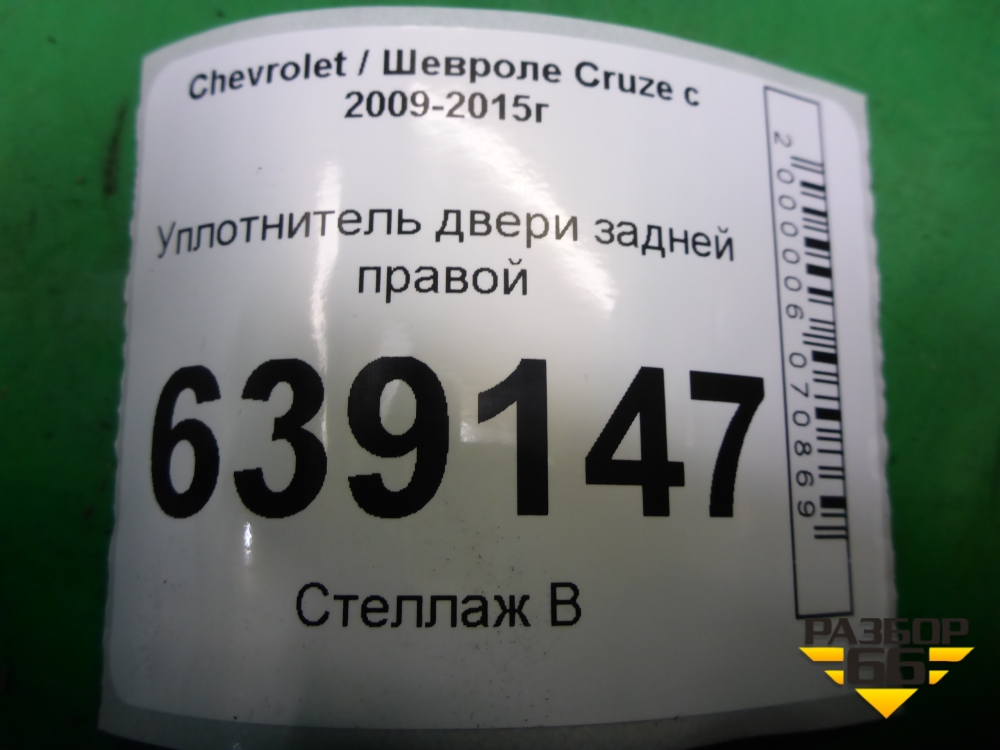 Chevrolet / Шевроле Cruze с
2009-2015г
Уплотнитель двери задней
правой
639147
Стеллаж В
2000006070869
РАЗБОР
66